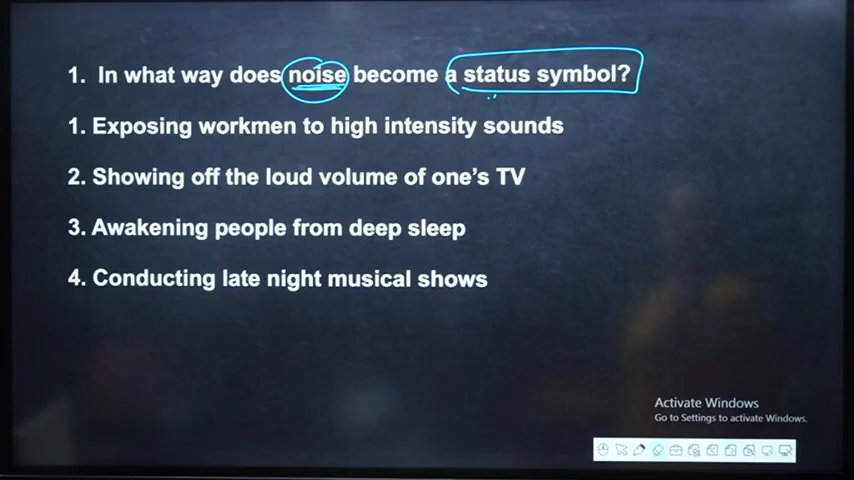 1. In what way does noise become a status symbol?
1. Exposing workmen to high intensity sounds
2. Showing off the loud volume of one's TV
3. Awakening people from deep sleep
4. Conducting late night musical shows
Activate Windows
Go to Settings to activate Windows.